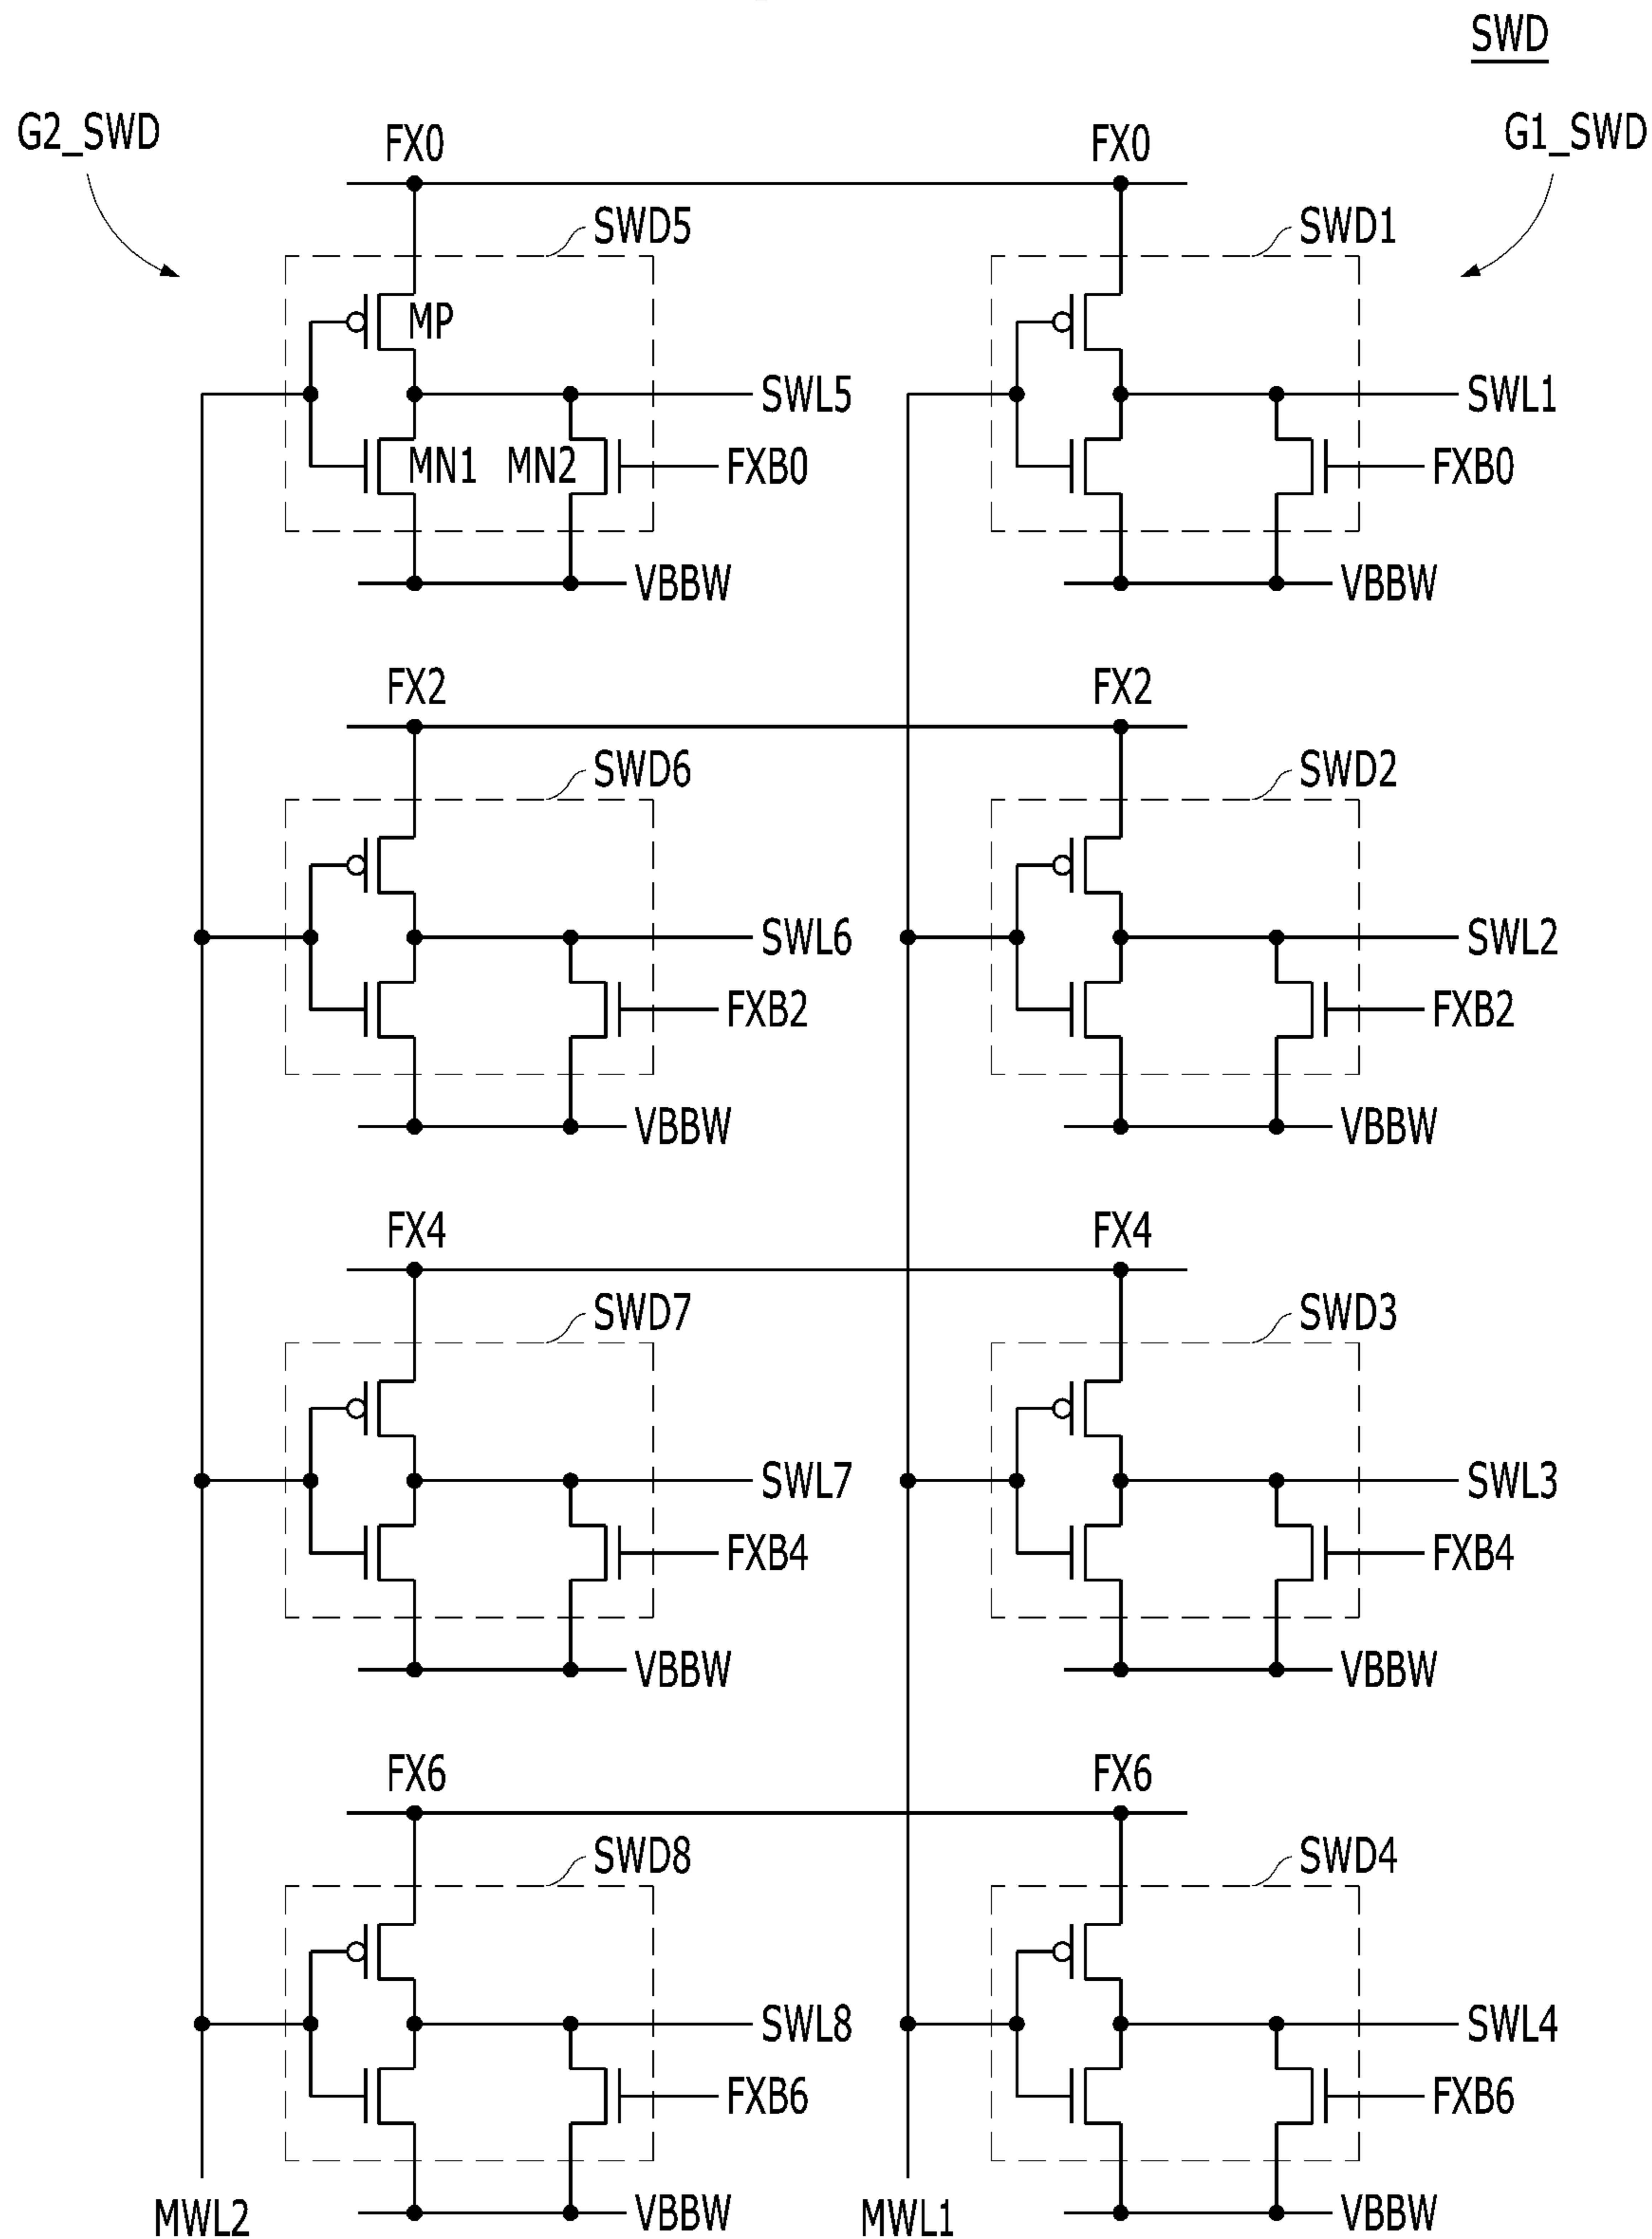 SWD
G2_SWD
FX0
FX0
G1_SWD
SWD5
SWD1
MP
SWL5
SWL1
MN1
MN2
FXB0
FXB0
VBBW
VBBW
FX2
FX2
SWD6
SWD2
SWL6
SWL2
FXB2
FXB2
VBBW
VBBW
FX4
FX4
SWD7
SWD3
SWL7
SWL3
FXB4
FXB4
VBBW
VBBW
FX6
FX6
SWD8
SWD4
SWL8
SWL4
FXB6
FXB6
MWL2
VBBW
MWL1
VBBW